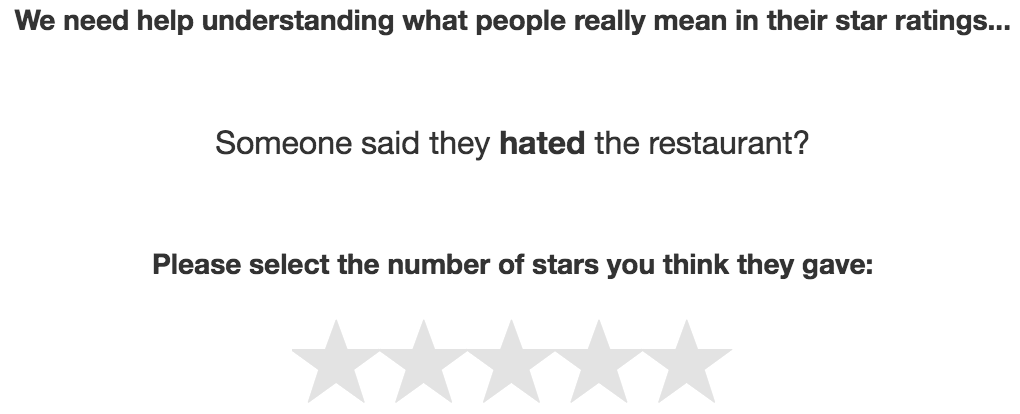 We need help understanding what people really mean in their star ratings...
Someone said they hated the restaurant?
Please select the number of stars you think they gave: